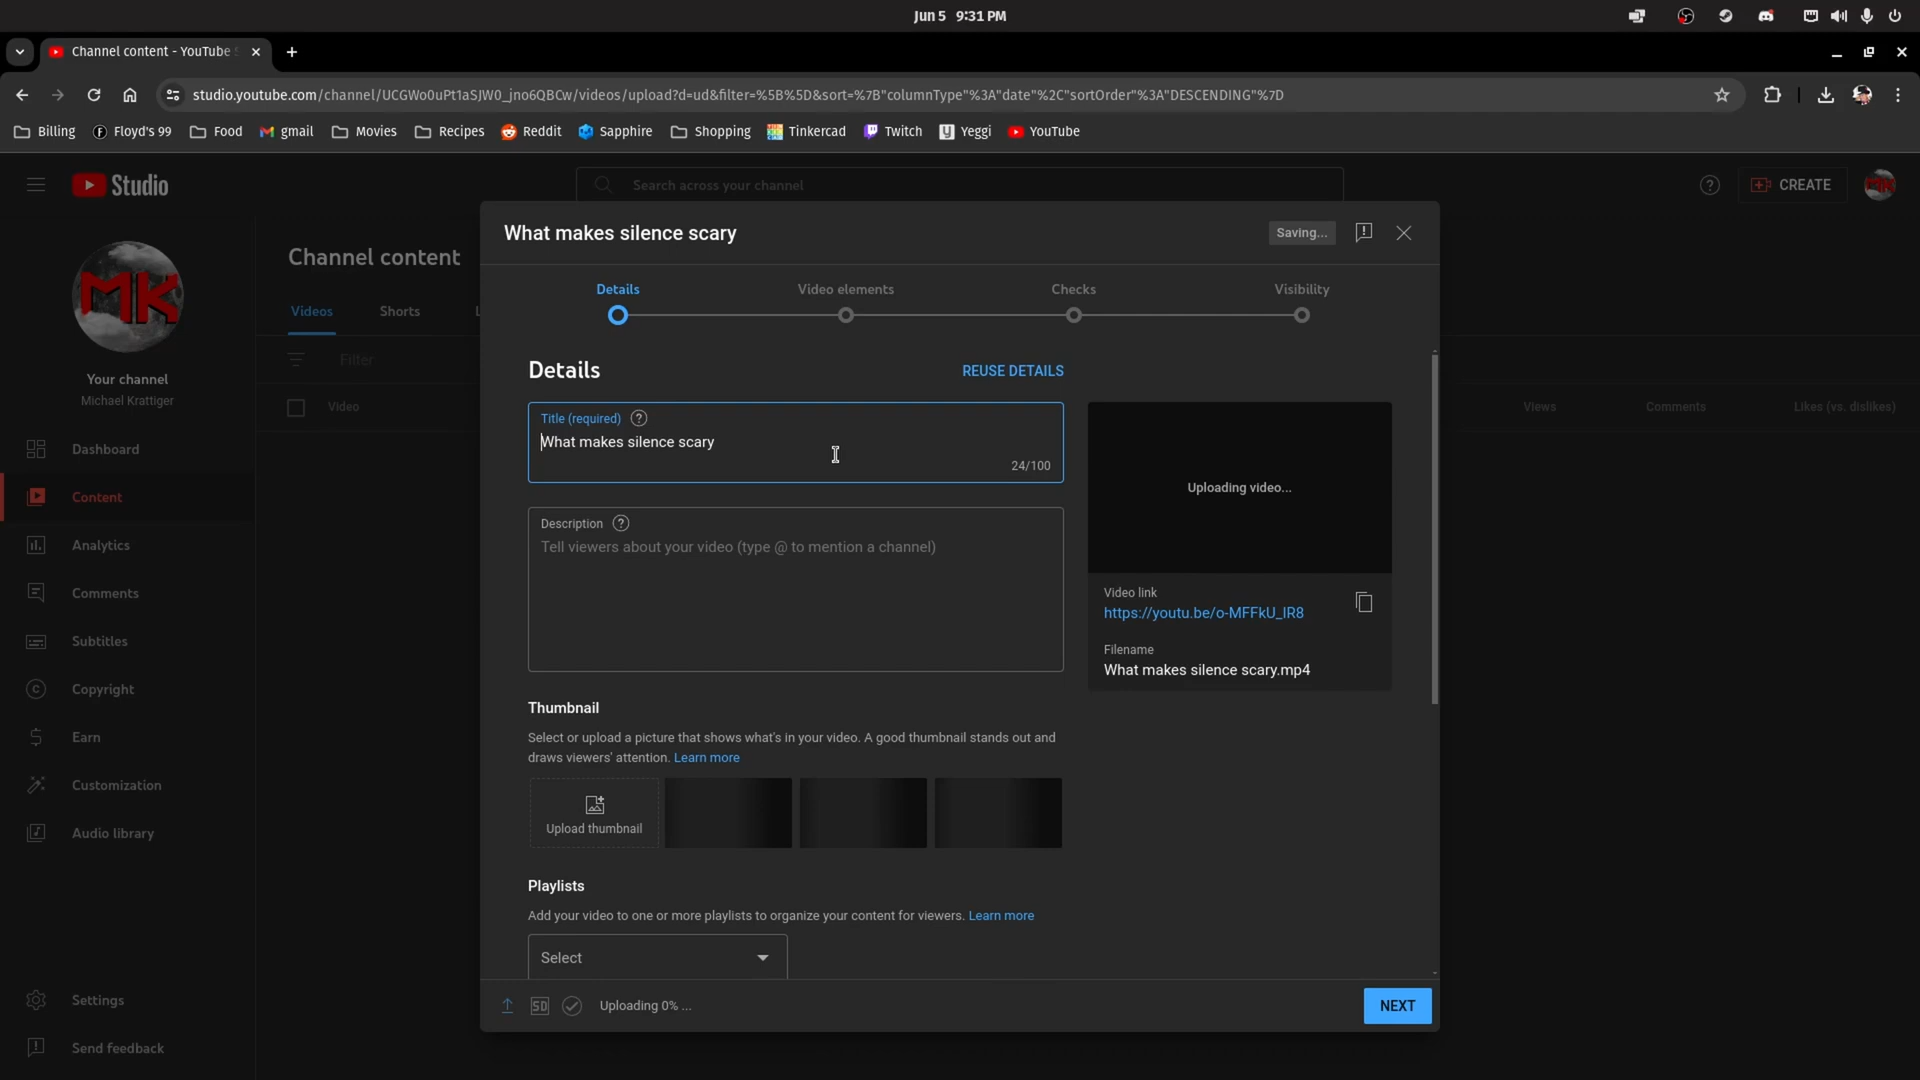 Jun 5 9:31 PM
Channel content - YouTube S
studio.youtube.com/channel/UCGWo0uPt1aSJW0_jno6QBCw/videos/upload?d=ud&filter=%5B%5D&sort=%7B"columnType"%3A"date"%2C"sortOrder"%3A"DESCENDING"%7D
Billing Floyd's 99 Food gmail Movies Recipes Reddit Sapphire Shopping Tinkercad Twitch Yeggi YouTube
Studio
Search across your channel
CREATE
MK
Your channel
Michael Krattiger
Dashboard
Content
Analytics
Comments
Subtitles
Copyright
Earn
Customization
Audio library
Settings
Send feedback
Channel content
Videos Shorts L
Filter
Video
Views Comments Likes (vs. dislikes)
What makes silence scary
Saving...
Details Video elements Checks Visibility
Details
REUSE DETAILS
Title (required)
What makes silence scary
24/100
Description
Tell viewers about your video (type @ to mention a channel)
Thumbnail
Select or upload a picture that shows what's in your video. A good thumbnail stands out and
draws viewers' attention. Learn more
Upload thumbnail
Playlists
Add your video to one or more playlists to organize your content for viewers. Learn more
Select
Uploading video...
Video link
https://youtu.be/o-MFFkU_IR8
Filename
What makes silence scary.mp4
SD
Uploading 0% ...
NEXT